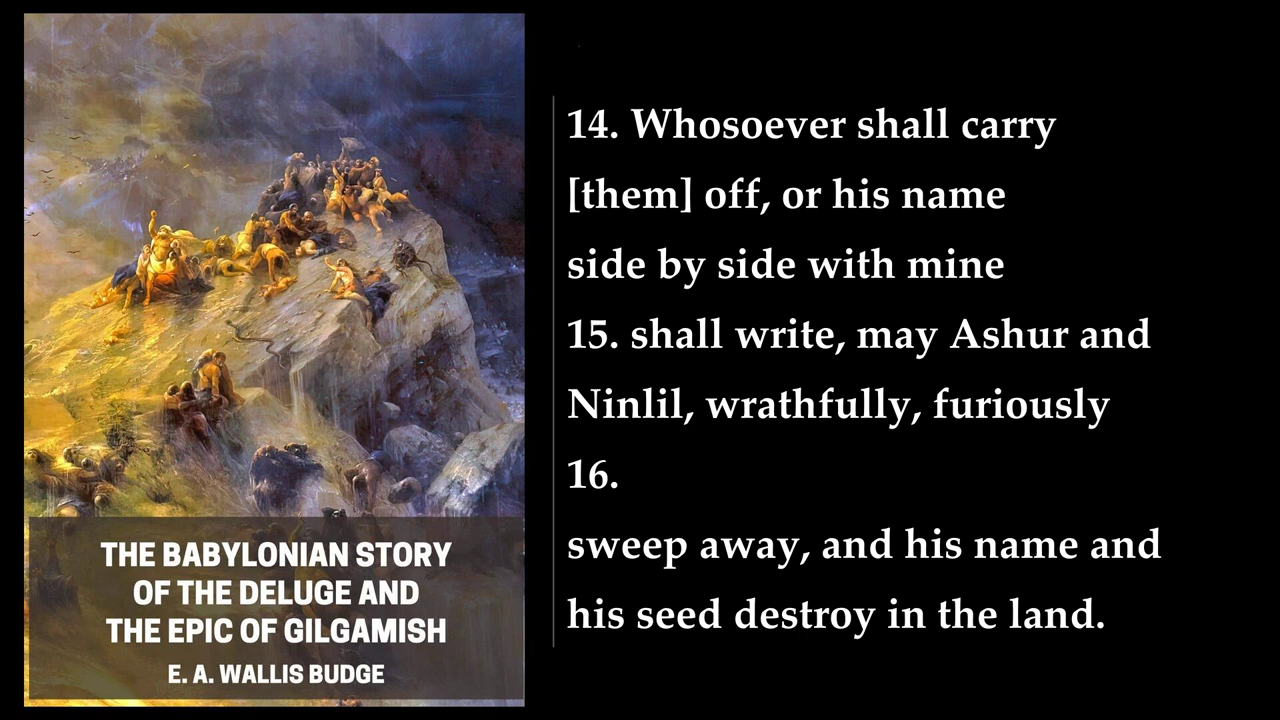 14. Whosoever shall carry
[them] off, or his name
side by side with mine
15. shall write, may Ashur and
Ninlil, wrathfully, furiously
16.
sweep away, and his name and
his seed destroy in the land.
THE BABYLONIAN STORY
OF THE DELUGE AND
THE EPIC OF GILGAMISH
E. A. WALLIS BUDGE